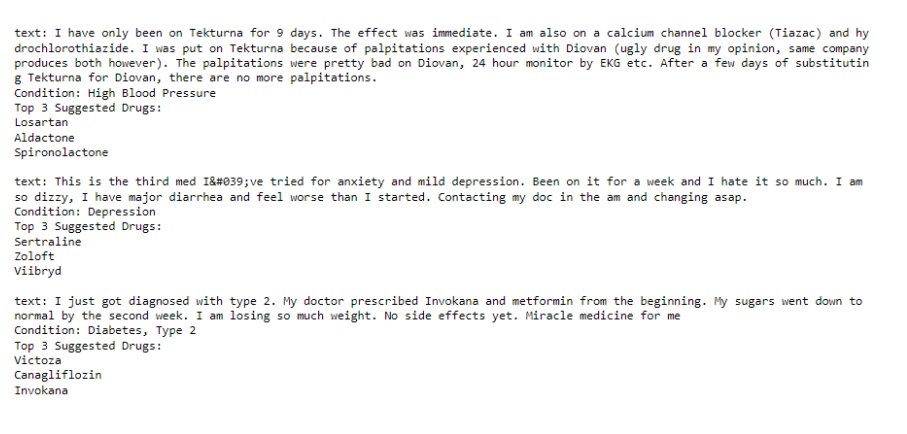 text: I have only been on Tekturna for 9 days. The effect was immediate. I am also on a calcium channel blocker (Tiazac) and hy
drochlorothiazide. I was put on Tekturna because of palpitations experienced with Diovan (ugly drug in my opinion, same company
produces both however). The palpitations were pretty bad on Diovan, 24 hour monitor by EKG etc. After a few days of substitutin
g Tekturna for Diovan, there are no more palpitations.
Condition: High Blood Pressure
Top 3 Suggested Drugs:
Losartan
Aldactone
Spironolactone
text: This is the third med I&#039;ve tried for anxiety and mild depression. Been on it for a week and I hate it so much. I am
so dizzy, I have major diarrhea and feel worse than I started. Contacting my doc in the am and changing asap.
Condition: Depression
Top 3 Suggested Drugs:
Sertraline
Zoloft
Viibryd
text: I just got diagnosed with type 2. My doctor prescribed Invokana and metformin from the beginning. My sugars went down to
normal by the second week. I am losing so much weight. No side effects yet. Miracle medicine for me
Condition: Diabetes, Type 2
Top 3 Suggested Drugs:
Victoza
Canagliflozin
Invokana